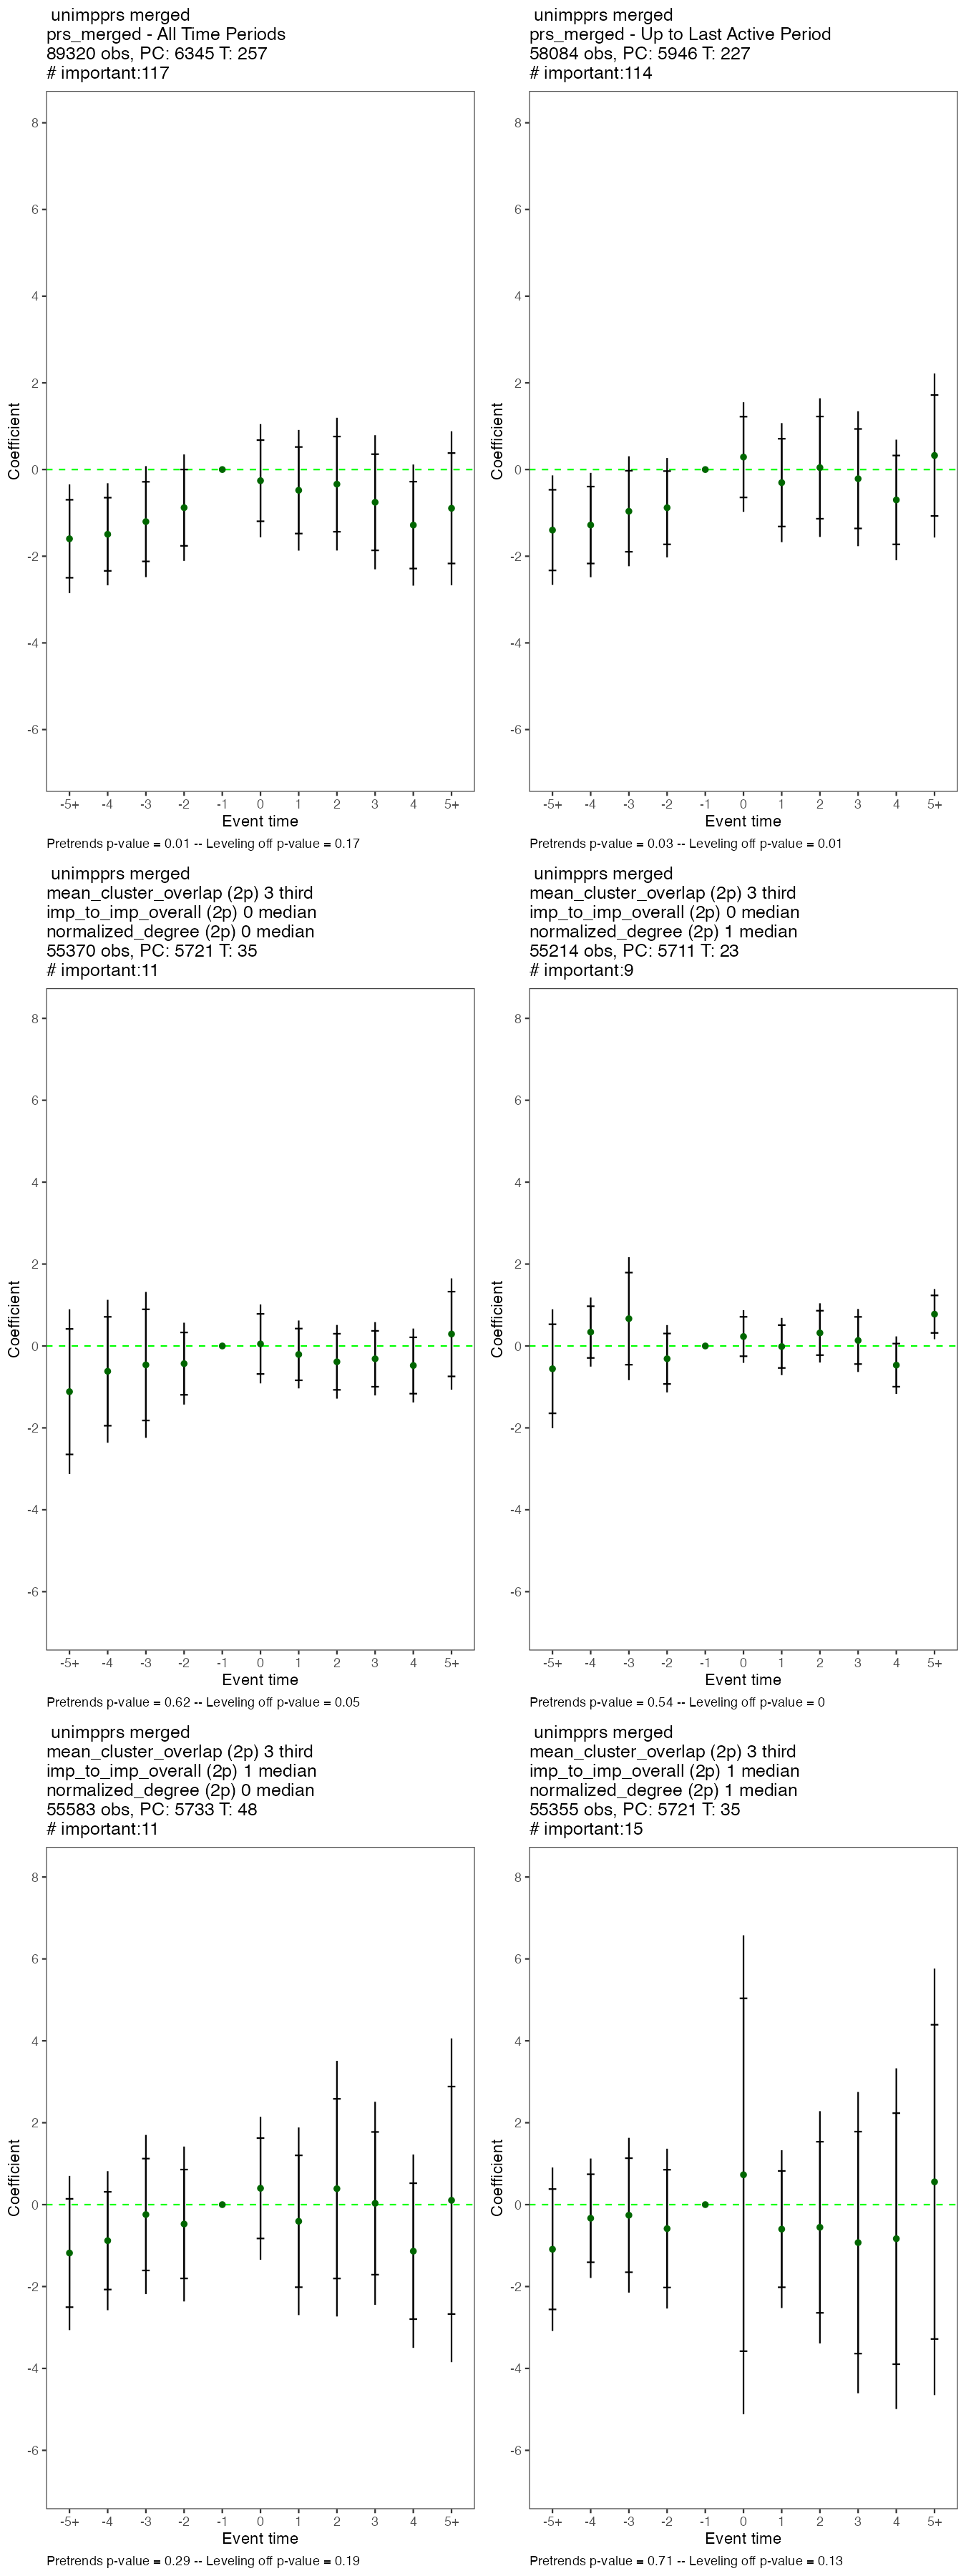 unimpprs merged
prs_merged - All Time Periods
89320 obs, PC: 6345 T: 257
# important:117
8
6
4
2
0
-2
-4
-6
Coefficient
-5+ -4 -3 -2 -1 0 1 2 3 4 5+
Event time
Pretrends p-value = 0.01 -- Leveling off p-value = 0.17
unimpprs merged
prs_merged - Up to Last Active Period
58084 obs, PC: 5946 T: 227
# important:114
8
6
4
2
0
-2
-4
-6
Coefficient
-5+ -4 -3 -2 -1 0 1 2 3 4 5+
Event time
Pretrends p-value = 0.03 -- Leveling off p-value = 0.01
unimpprs merged
mean_cluster_overlap (2p) 3 third
imp_to_imp_overall (2p) 0 median
normalized_degree (2p) 0 median
55370 obs, PC: 5721 T: 35
# important:11
8
6
4
2
0
-2
-4
-6
Coefficient
-5+ -4 -3 -2 -1 0 1 2 3 4 5+
Event time
Pretrends p-value = 0.62 -- Leveling off p-value = 0.05
unimpprs merged
mean_cluster_overlap (2p) 3 third
imp_to_imp_overall (2p) 0 median
normalized_degree (2p) 1 median
55214 obs, PC: 5711 T: 23
# important:9
8
6
4
2
0
-2
-4
-6
Coefficient
-5+ -4 -3 -2 -1 0 1 2 3 4 5+
Event time
Pretrends p-value = 0.54 -- Leveling off p-value = 0
unimpprs merged
mean_cluster_overlap (2p) 3 third
imp_to_imp_overall (2p) 1 median
normalized_degree (2p) 0 median
55583 obs, PC: 5733 T: 48
# important:11
8
6
4
2
0
-2
-4
-6
Coefficient
-5+ -4 -3 -2 -1 0 1 2 3 4 5+
Event time
Pretrends p-value = 0.29 -- Leveling off p-value = 0.19
unimpprs merged
mean_cluster_overlap (2p) 3 third
imp_to_imp_overall (2p) 1 median
normalized_degree (2p) 1 median
55355 obs, PC: 5721 T: 35
# important:15
8
6
4
2
0
-2
-4
-6
Coefficient
-5+ -4 -3 -2 -1 0 1 2 3 4 5+
Event time
Pretrends p-value = 0.71 -- Leveling off p-value = 0.13